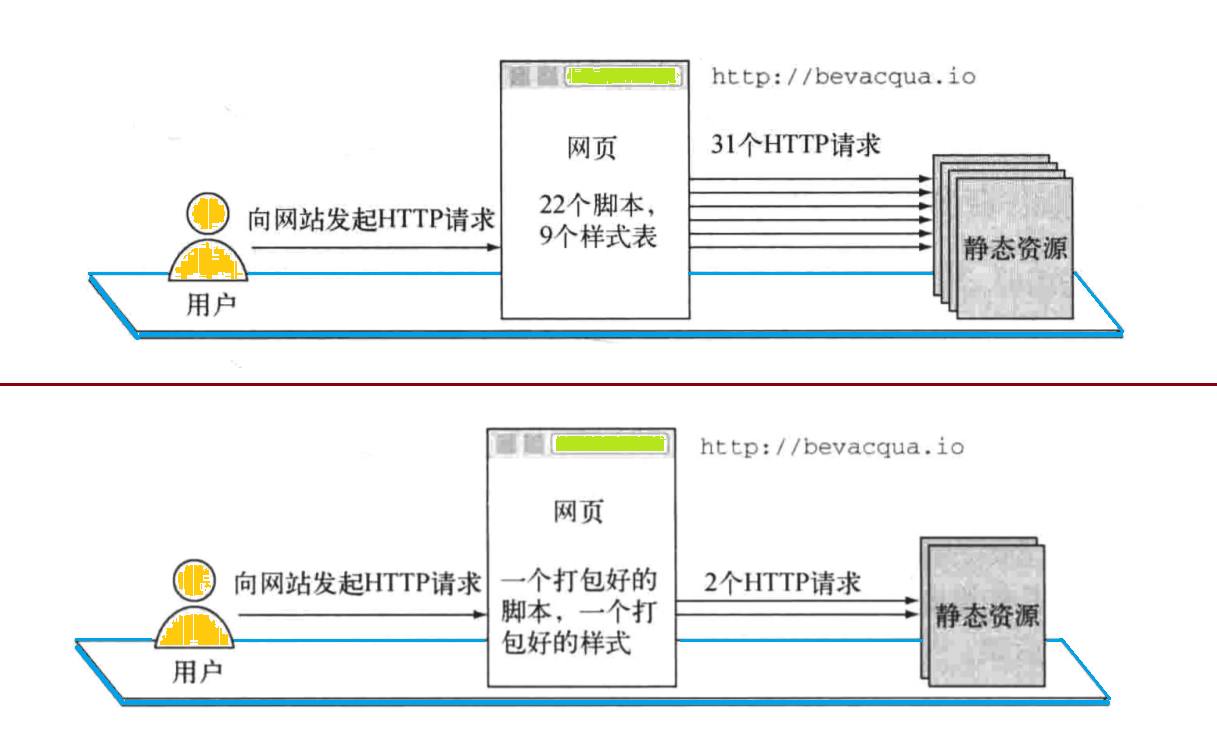 http://bevacqua.io
网页
31个HTTP请求
22个脚本，
9个样式表
向网站发起HTTP请求
静态资源
用户
http://bevacqua.io
网页
向网站发起HTTP请求
一个打包好的
脚本，一个打
包好的样式
2个HTTP请求
静态资源
用户